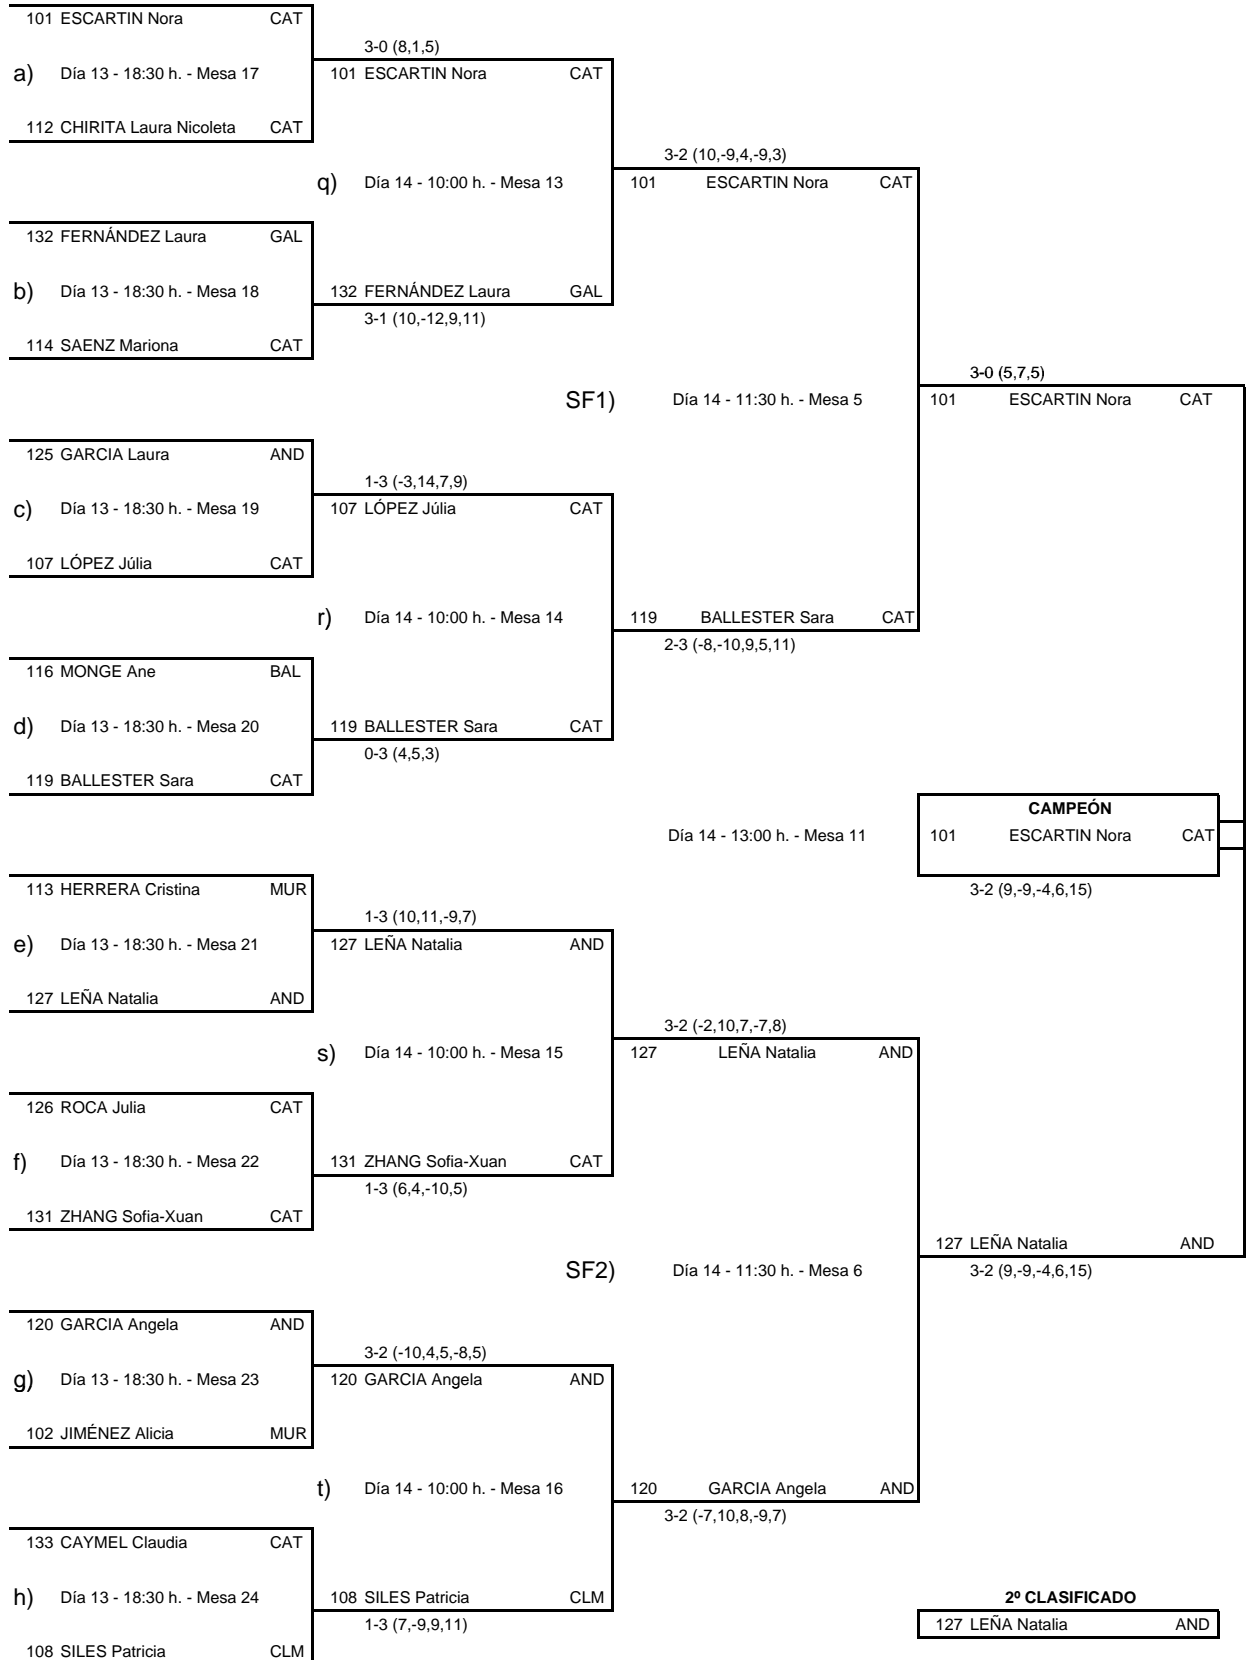 101 ESCARTIN Nora CAT
3-0 (8,1,5)
a) Día 13 - 18:30 h. - Mesa 17 101 ESCARTIN Nora CAT
112 CHIRITA Laura Nicoleta CAT
3-2 (10,-9,4,-9,3)
q) Día 14 - 10:00 h. - Mesa 13 101 ESCARTIN Nora CAT
132 FERNÁNDEZ Laura GAL
b) Día 13 - 18:30 h. - Mesa 18 132 FERNÁNDEZ Laura GAL
3-1 (10,-12,9,11)
114 SAENZ Mariona CAT
3-0 (5,7,5)
SF1) Día 14 - 11:30 h. - Mesa 5 101 ESCARTIN Nora CAT
125 GARCIA Laura AND
1-3 (-3,14,7,9)
c) Día 13 - 18:30 h. - Mesa 19 107 LÓPEZ Júlia CAT
107 LÓPEZ Júlia CAT
r) Día 14 - 10:00 h. - Mesa 14 119 BALLESTER Sara CAT
2-3 (-8,-10,9,5,11)
116 MONGE Ane BAL
d) Día 13 - 18:30 h. - Mesa 20 119 BALLESTER Sara CAT
0-3 (4,5,3)
119 BALLESTER Sara CAT
CAMPEÓN
Día 14 - 13:00 h. - Mesa 11 101 ESCARTIN Nora CAT
113 HERRERA Cristina MUR 3-2 (9,-9,-4,6,15)
1-3 (10,11,-9,7)
e) Día 13 - 18:30 h. - Mesa 21 127 LEÑA Natalia AND
127 LEÑA Natalia AND
3-2 (-2,10,7,-7,8)
s) Día 14 - 10:00 h. - Mesa 15 127 LEÑA Natalia AND
126 ROCA Julia CAT
f) Día 13 - 18:30 h. - Mesa 22 131 ZHANG Sofia-Xuan CAT
1-3 (6,4,-10,5)
131 ZHANG Sofia-Xuan CAT
127 LEÑA Natalia AND
SF2) Día 14 - 11:30 h. - Mesa 6 3-2 (9,-9,-4,6,15)
120 GARCIA Angela AND
3-2 (-10,4,5,-8,5)
g) Día 13 - 18:30 h. - Mesa 23 120 GARCIA Angela AND
102 JIMÉNEZ Alicia MUR
t) Día 14 - 10:00 h. - Mesa 16 120 GARCIA Angela AND
3-2 (-7,10,8,-9,7)
133 CAYMEL Claudia CAT
h) Día 13 - 18:30 h. - Mesa 24 108 SILES Patricia CLM 2º CLASIFICADO
1-3 (7,-9,9,11) 127 LEÑA Natalia AND
108 SILES Patricia CLM